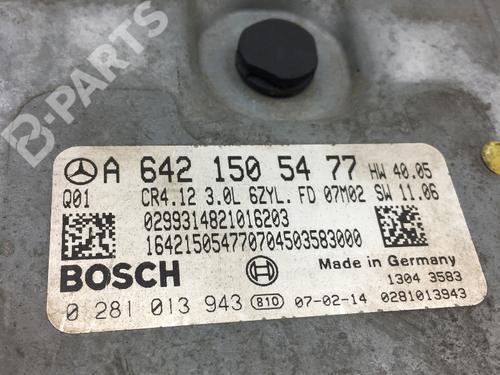 B-PARTS
A 642 150 54 77 HW 40.05
Q01 CR4.12 3.0L 6ZYL. FD 07M02 SW 11.06
0299314821016203
164215054770704503583000
BOSCH Made in Germany
1304 3583
0 281 013 943 810 07-02-14 0281013943